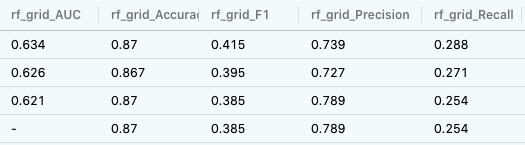 rf_grid_AUC rf_grid_Accura rf_grid_F1 rf_grid_Precision rf_grid_Recall
0.634 0.87 0.415 0.739 0.288
0.626 0.867 0.395 0.727 0.271
0.621 0.87 0.385 0.789 0.254
- 0.87 0.385 0.789 0.254